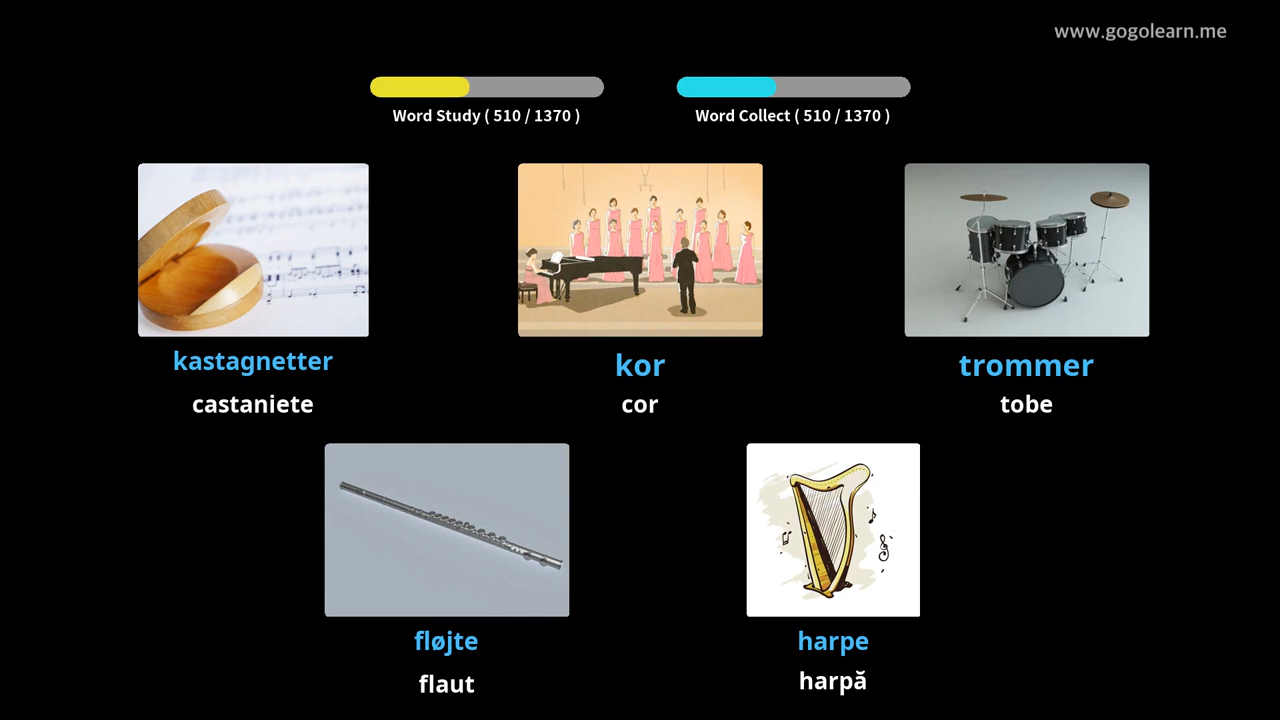 www.gogolearn.me
Word Study ( 510 / 1370 )
Word Collect ( 510 / 1370 )
kastagnetter
castaniete
kor
cor
trommer
tobe
fløjte
flaut
harpe
harpă